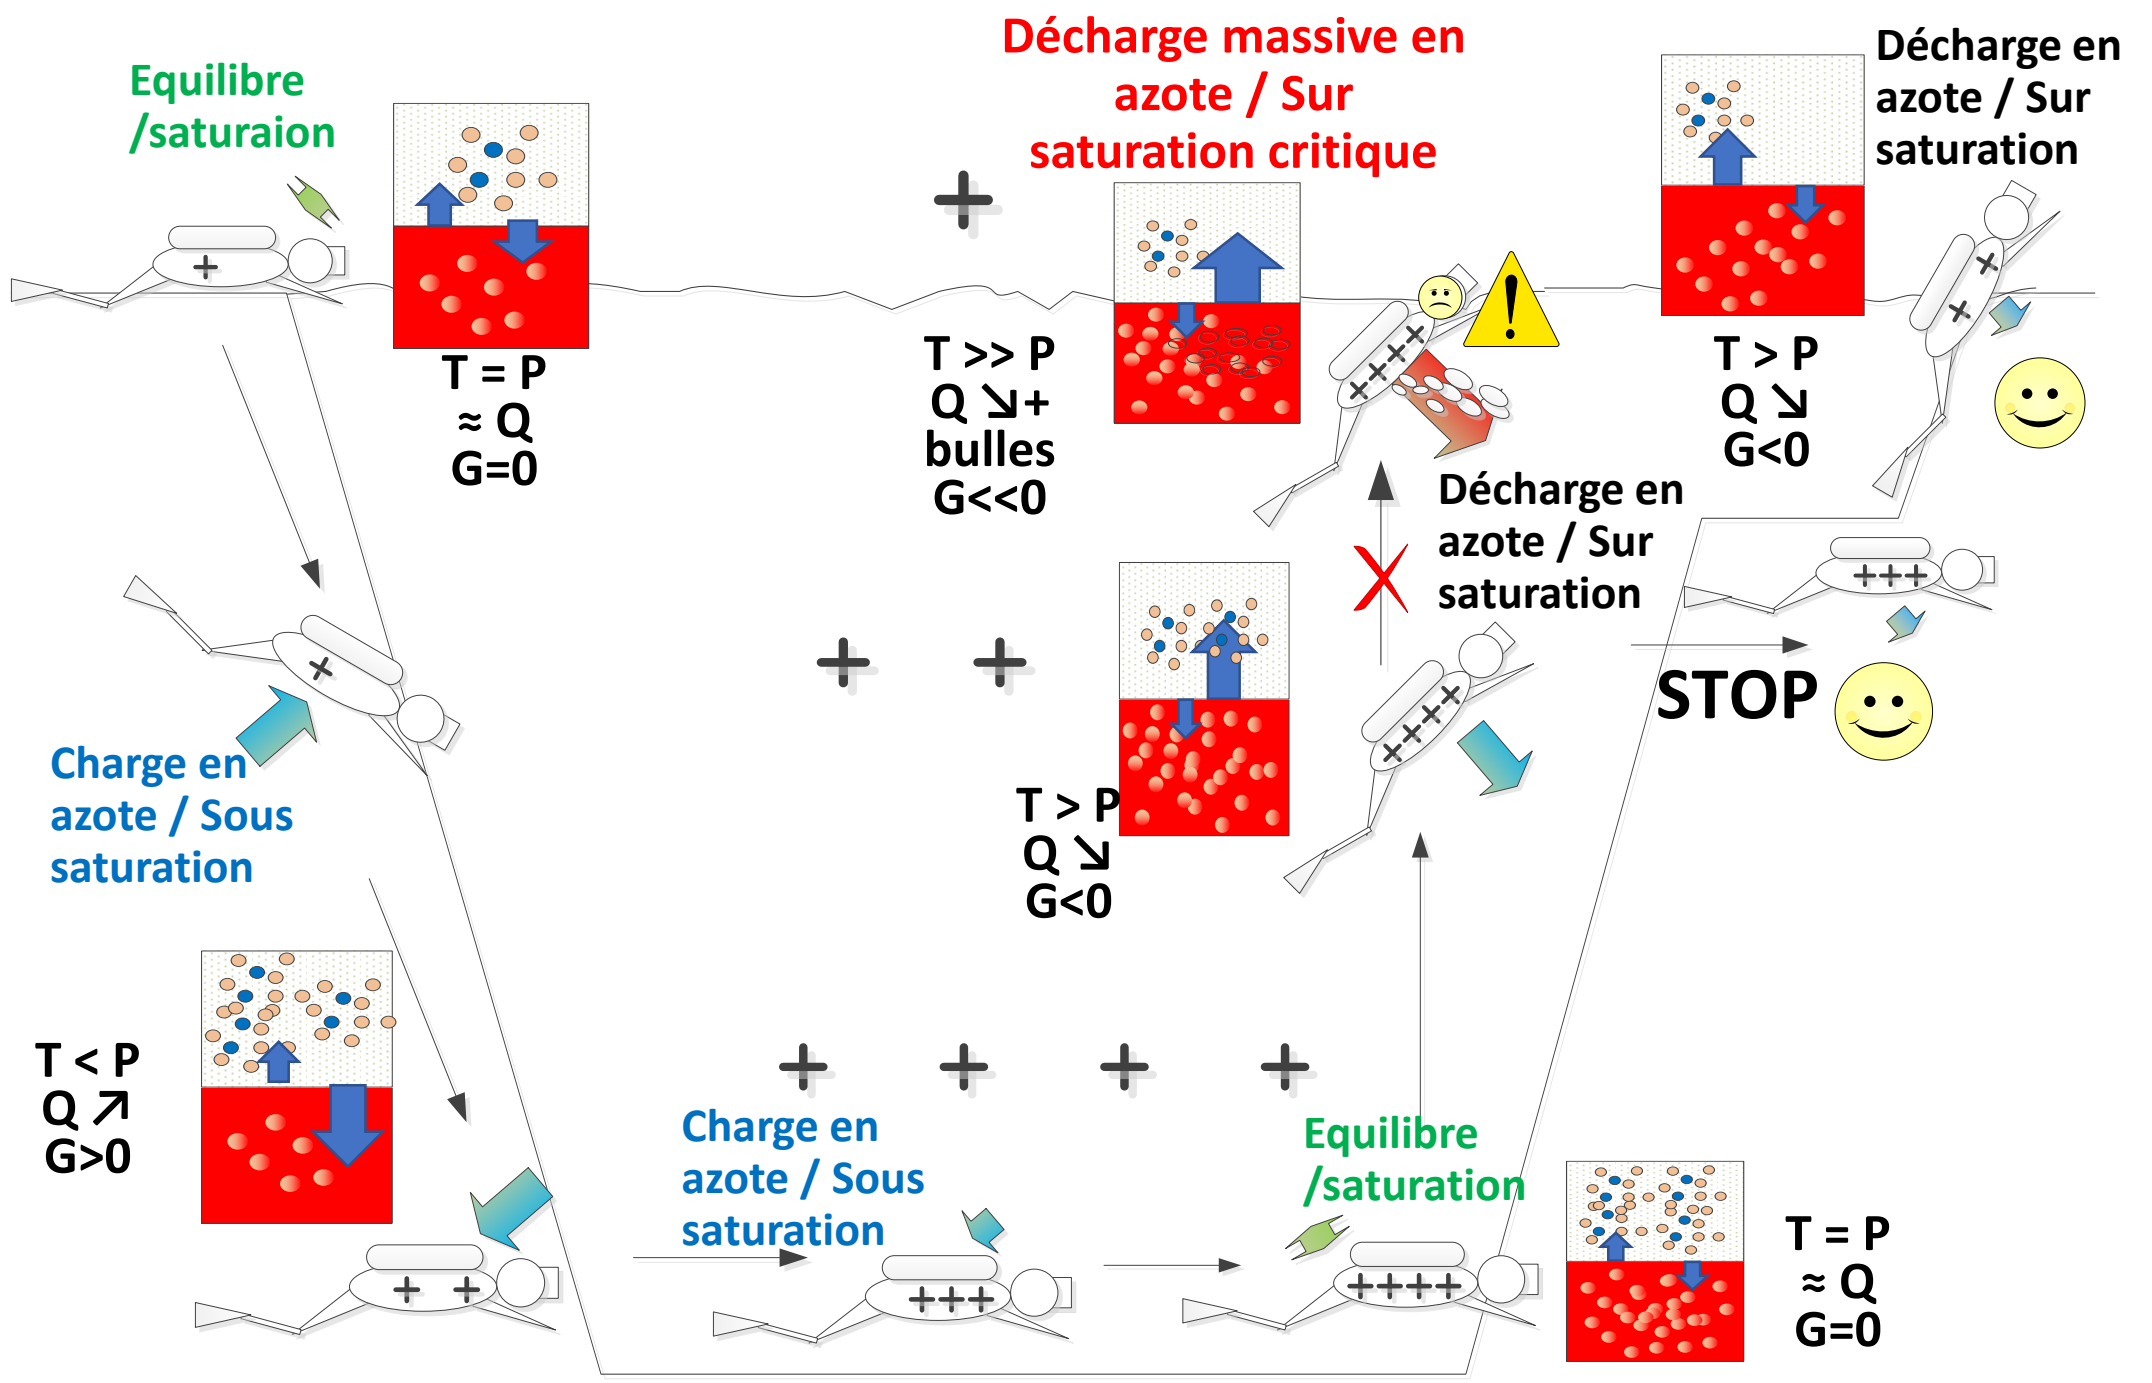 Equilibre
/saturaion
T = P
≈ Q
G=0
Décharge massive en
azote / Sur
saturation critique
T >> P
Q ↘+
bulles
G<<0
Décharge en
azote / Sur
saturation
T > P
Q ↘
G<0
Décharge en
azote / Sur
saturation
STOP
T > P
Q ↘
G<0
Charge en
azote / Sous
saturation
T < P
Q ↗
G>0
Charge en
azote / Sous
saturation
Equilibre
/saturation
T = P
≈ Q
G=0